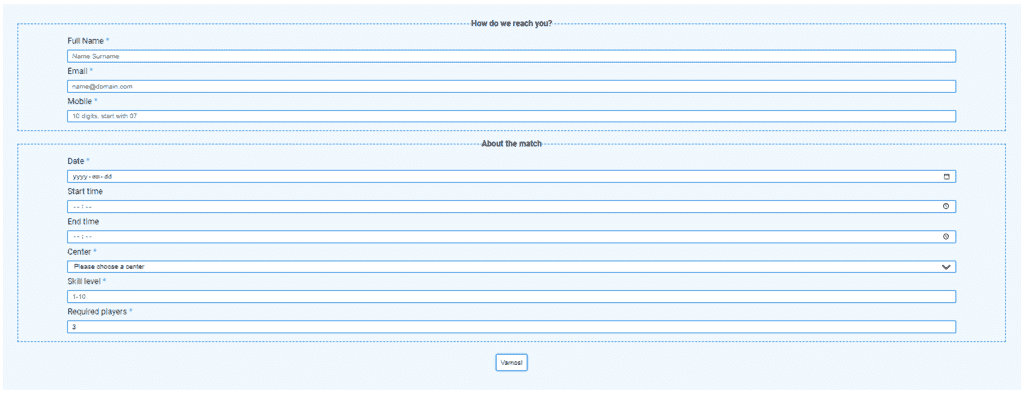 How do we reach you?
Full Name *
Name Surname
Email *
name@domain.com
Mobile *
10 digits, start with 07
About the match
Date *
yyyy-mm-dd
Start time
--:--
End time
--:--
Center *
Please choose a center
Skill level *
1-10
Required players *
3
Vamos!